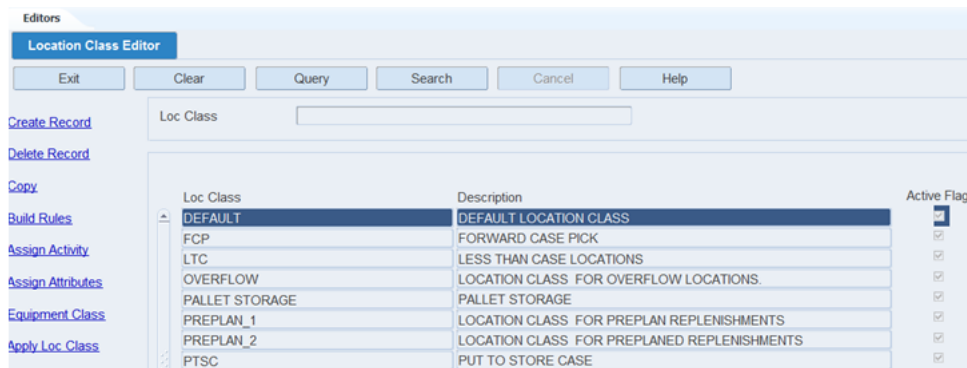 Editors
Location Class Editor
Exit Clear Query Search Cancel Help
Create Record
Delete Record
Copy
Build Rules
Assign Activity
Assign Attributes
Equipment Class
Apply Loc Class
Loc Class
Loc Class Description Active Flag
DEFAULT DEFAULT LOCATION CLASS
FCP FORWARD CASE PICK
LTC LESS THAN CASE LOCATIONS
OVERFLOW LOCATION CLASS FOR OVERFLOW LOCATIONS.
PALLET STORAGE PALLET STORAGE
PREPLAN_1 LOCATION CLASS FOR PREPLAN REPLENISHMENTS
PREPLAN_2 LOCATION CLASS FOR PREPLANED REPLENISHMENTS
PTSC PUT TO STORE CASE